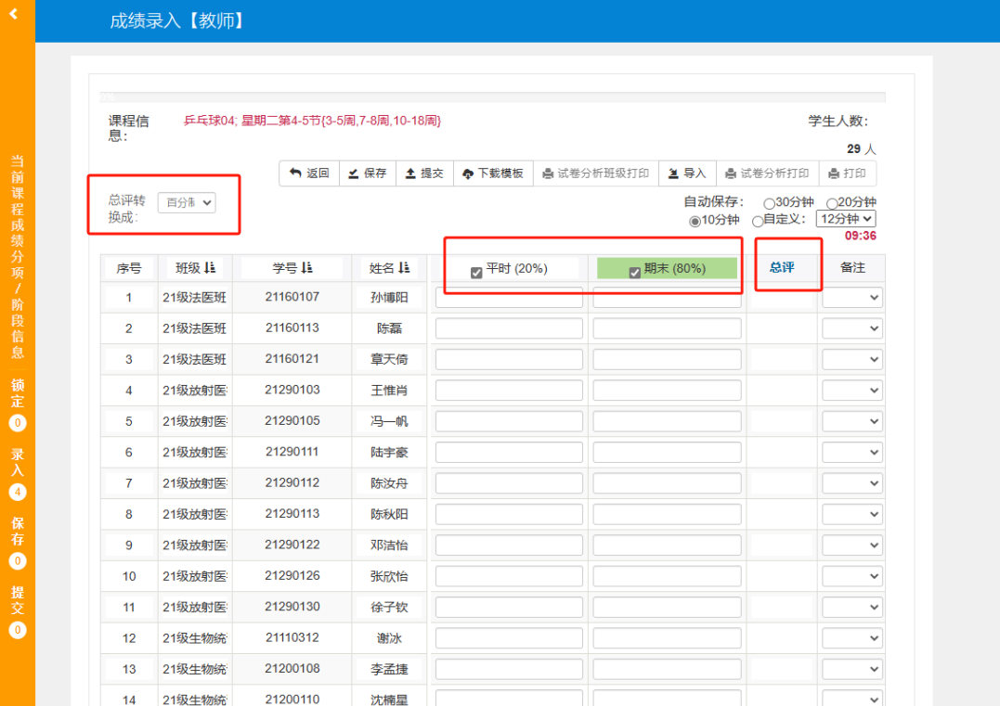 成绩录入【教师】
当前课程成绩分项/阶段信息
锁定
0
录入
4
保存
0
提交
0
课程信息：
乒乓球04; 星期二第4-5节{3-5周,7-8周,10-18周}
学生人数：
29 人
返回 保存 提交 下载模板 试卷分析班级打印 导入 试卷分析打印 打印
总评转换成：
百分制
自动保存： 30分钟 20分钟
10分钟 自定义： 12分钟
09:36
序号 班级 学号 姓名 平时 (20%) 期末 (80%) 总评 备注
1 21级法医班 21160107 孙博阳
2 21级法医班 21160113 陈磊
3 21级法医班 21160121 章天倚
4 21级放射医 21290103 王惟肖
5 21级放射医 21290105 冯一帆
6 21级放射医 21290111 陆宇豪
7 21级放射医 21290112 陈汝舟
8 21级放射医 21290113 陈秋阳
9 21级放射医 21290122 邓洁怡
10 21级放射医 21290126 张欣怡
11 21级放射医 21290130 徐子钦
12 21级生物统 21110312 谢冰
13 21级生物统 21200108 李孟捷
14 21级生物统 21200110 沈楠星